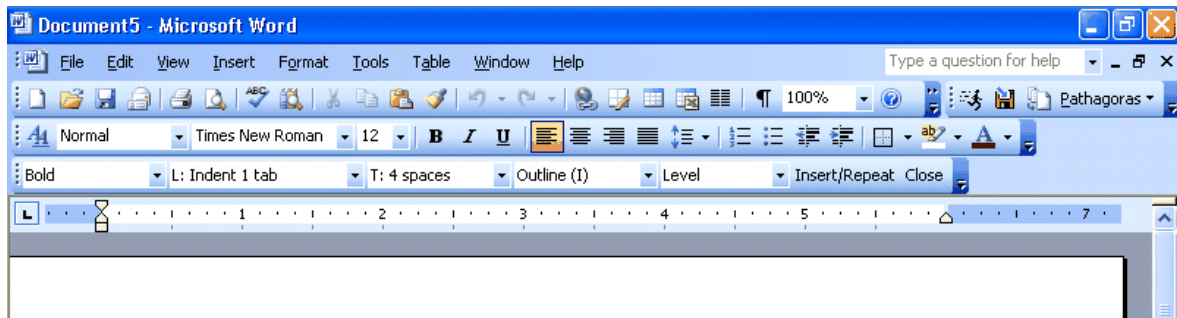 Document5 - Microsoft Word
File Edit View Insert Format Tools Table Window Help Type a question for help
ABC ¶ 100% Pathagoras
Normal Times New Roman 12 B I U ab A
Bold L: Indent 1 tab T: 4 spaces Outline (I) Level Insert/Repeat Close
1 2 3 4 5 7